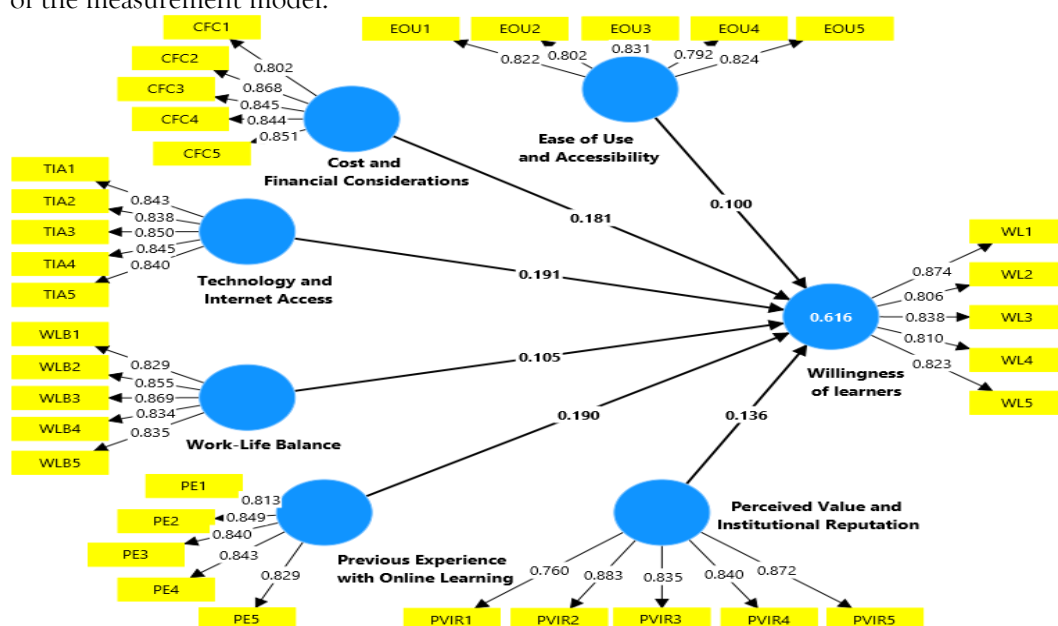 of the measurement model.
CFC1
CFC2
CFC3
CFC4
CFC5
0.802
0.868
0.845
0.844
0.851
Cost and
Financial Considerations
EOU1 EOU2 EOU3 EOU4 EOU5
0.822 0.802 0.831 0.792 0.824
Ease of Use
and Accessibility
TIA1
TIA2
TIA3
TIA4
TIA5
0.843
0.838
0.850
0.845
0.840
Technology and
Internet Access
WLB1
WLB2
WLB3
WLB4
WLB5
0.829
0.855
0.869
0.834
0.835
Work-Life Balance
PE1
PE2
PE3
PE4
PE5
0.813
0.849
0.840
0.843
0.829
Previous Experience
with Online Learning
0.181
0.100
0.191
0.105
0.190
0.136
0.616
Willingness
of learners
0.874
0.806
0.838
0.810
0.823
WL1
WL2
WL3
WL4
WL5
Perceived Value and
Institutional Reputation
0.760 0.883 0.835 0.840 0.872
PVIR1 PVIR2 PVIR3 PVIR4 PVIR5